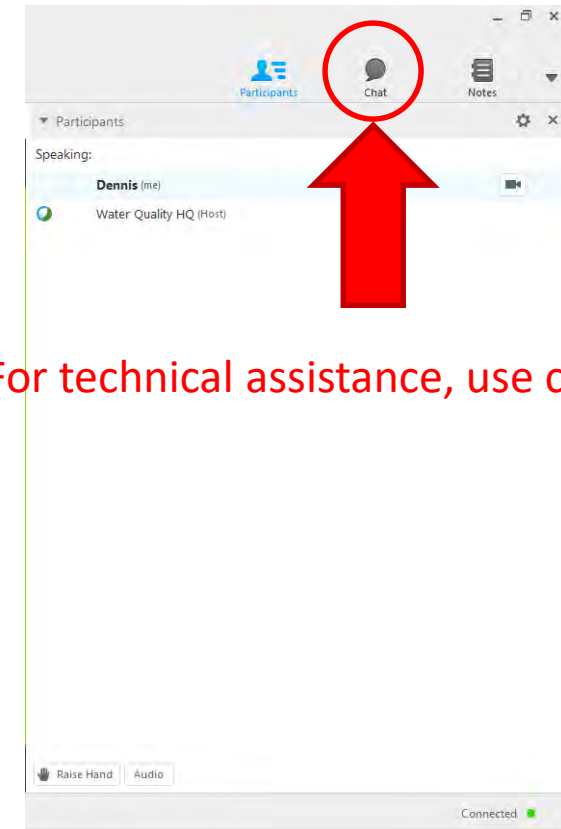 Participants Chat Notes
Participants
Speaking:
Dennis (me)
Water Quality HQ (Host)
For technical assistance, use
Raise Hand Audio
Connected